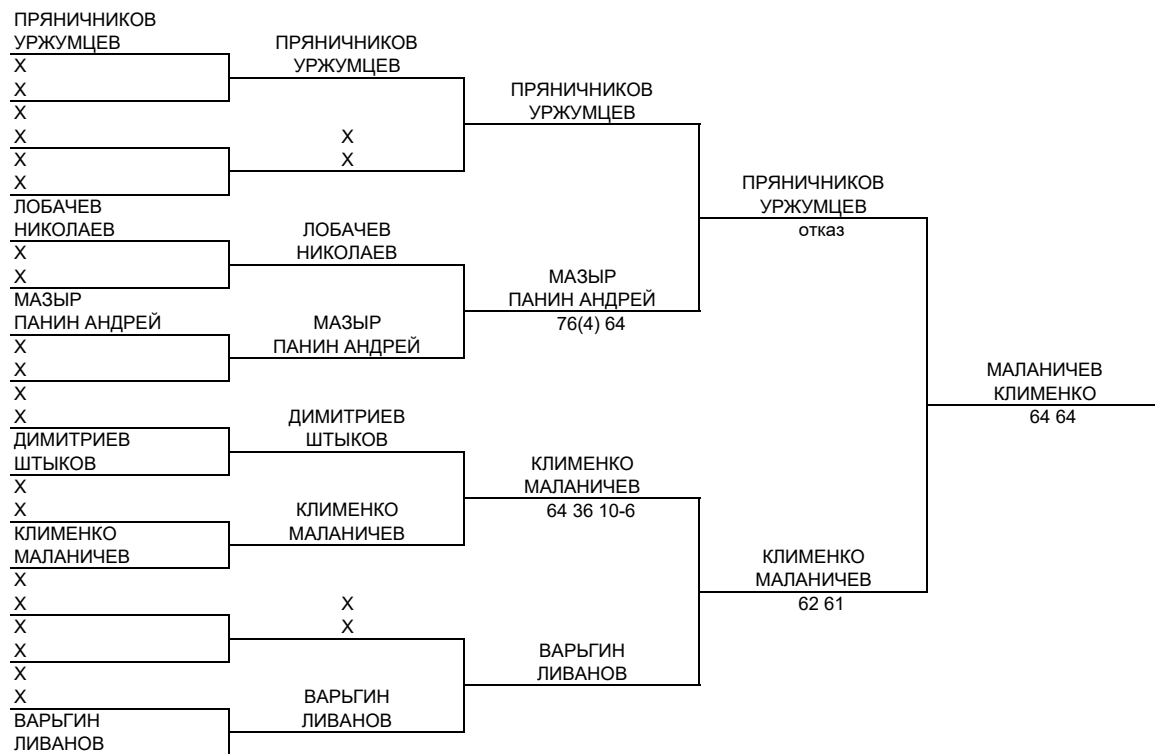 ПРЯНИЧНИКОВ
УРЖУМЦЕВ
X
X
X
X
X
X
ЛОБАЧЕВ
НИКОЛАЕВ
X
X
МАЗЫР
ПАНИН АНДРЕЙ
X
X
X
X
ДИМИТРИЕВ
ШТЫКОВ
X
X
КЛИМЕНКО
МАЛАНИЧЕВ
X
X
X
X
X
X
ВАРЬГИН
ЛИВАНОВ
ПРЯНИЧНИКОВ
УРЖУМЦЕВ
X
X
ЛОБАЧЕВ
НИКОЛАЕВ
МАЗЫР
ПАНИН АНДРЕЙ
ДИМИТРИЕВ
ШТЫКОВ
КЛИМЕНКО
МАЛАНИЧЕВ
X
X
ВАРЬГИН
ЛИВАНОВ
ПРЯНИЧНИКОВ
УРЖУМЦЕВ
МАЗЫР
ПАНИН АНДРЕЙ
76(4) 64
КЛИМЕНКО
МАЛАНИЧЕВ
64 36 10-6
ВАРЬГИН
ЛИВАНОВ
ПРЯНИЧНИКОВ
УРЖУМЦЕВ
отказ
КЛИМЕНКО
МАЛАНИЧЕВ
62 61
МАЛАНИЧЕВ
КЛИМЕНКО
64 64